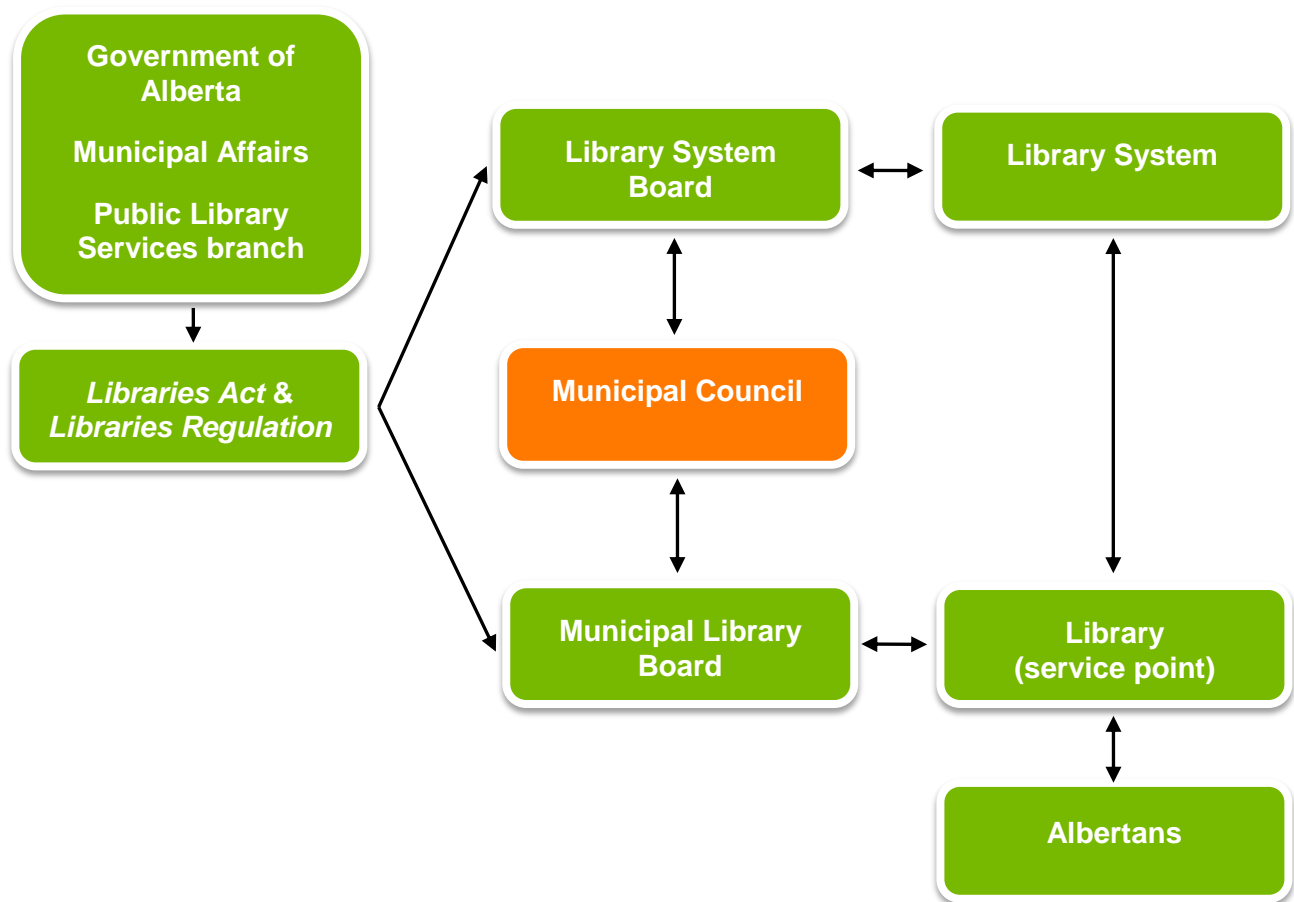 Government of
Alberta
Municipal Affairs
Public Library
Services branch
Libraries Act &
Libraries Regulation
Library System
Board
Library System
Municipal Council
Municipal Library
Board
Library
(service point)
Albertans